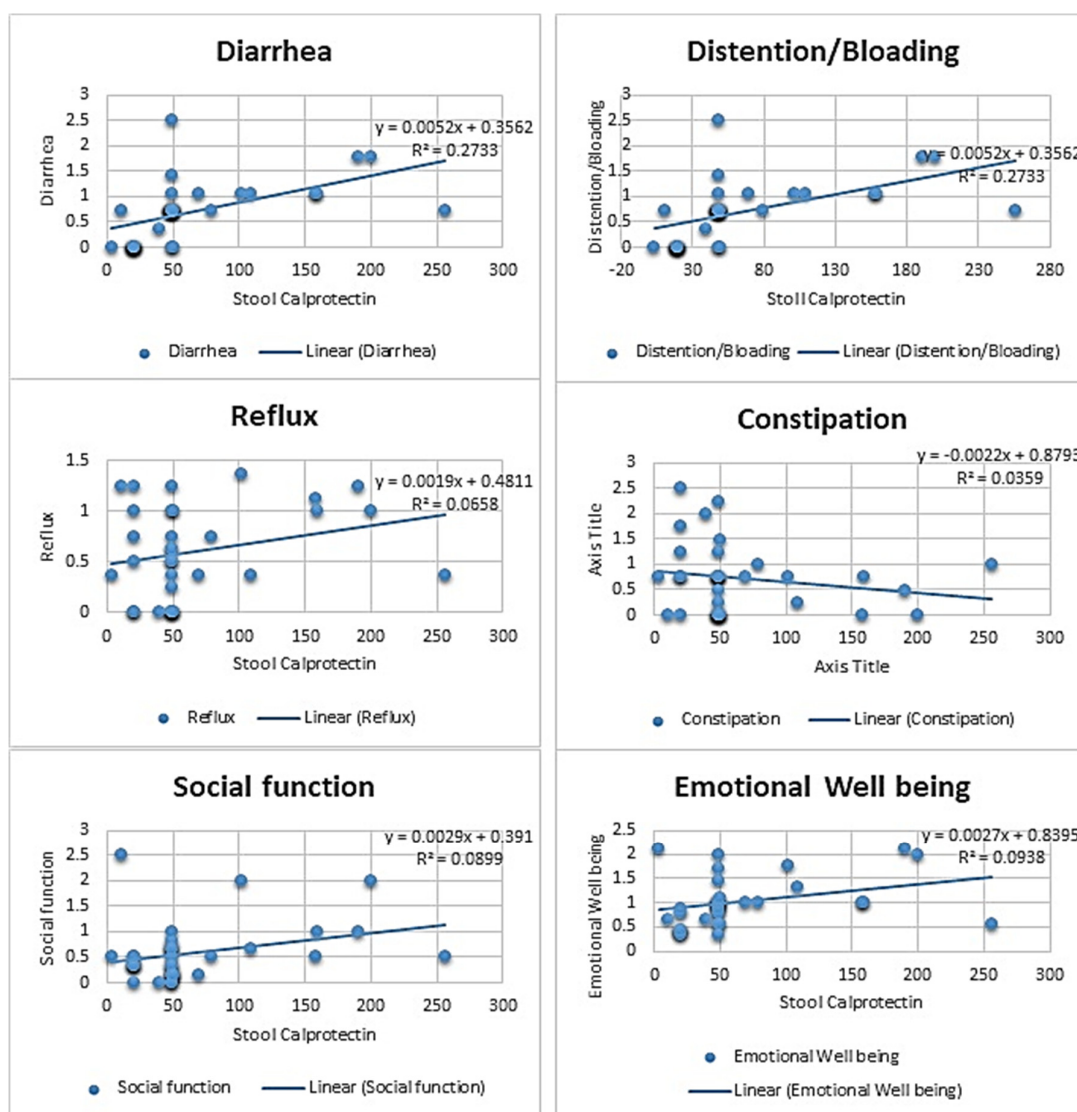 Diarrhea
Diarrhea
3
2.5
2
1.5
1
0.5
0
y = 0.0052x + 0.3562
R² = 0.2733
0 50 100 150 200 250 300
Stool Calprotectin
Diarrhea Linear (Diarrhea)
Distention/Bloading
Distention/Bloading
3
2.5
2
1.5
1
0.5
0
y = 0.0052x + 0.3562
R² = 0.2733
-20 30 80 130 180 230 280
Stoll Calprotectin
Distention/Bloading Linear (Distention/Bloading)
Reflux
Reflux
1.5
1
0.5
0
y = 0.0019x + 0.4811
R² = 0.0658
0 50 100 150 200 250 300
Stool Calprotectin
Reflux Linear (Reflux)
Constipation
Axis Title
3
2.5
2
1.5
1
0.5
0
y = -0.0022x + 0.8793
R² = 0.0359
0 50 100 150 200 250 300
Axis Title
Constipation Linear (Constipation)
Social function
Social function
3
2.5
2
1.5
1
0.5
0
y = 0.0029x + 0.391
R² = 0.0899
0 50 100 150 200 250 300
Stool Calprotectin
Social function Linear (Social function)
Emotional Well being
Emotional Well being
2.5
2
1.5
1
0.5
0
y = 0.0027x + 0.8395
R² = 0.0938
0 50 100 150 200 250 300
Stool Calprotectin
Emotional Well being
Linear (Emotional Well being)